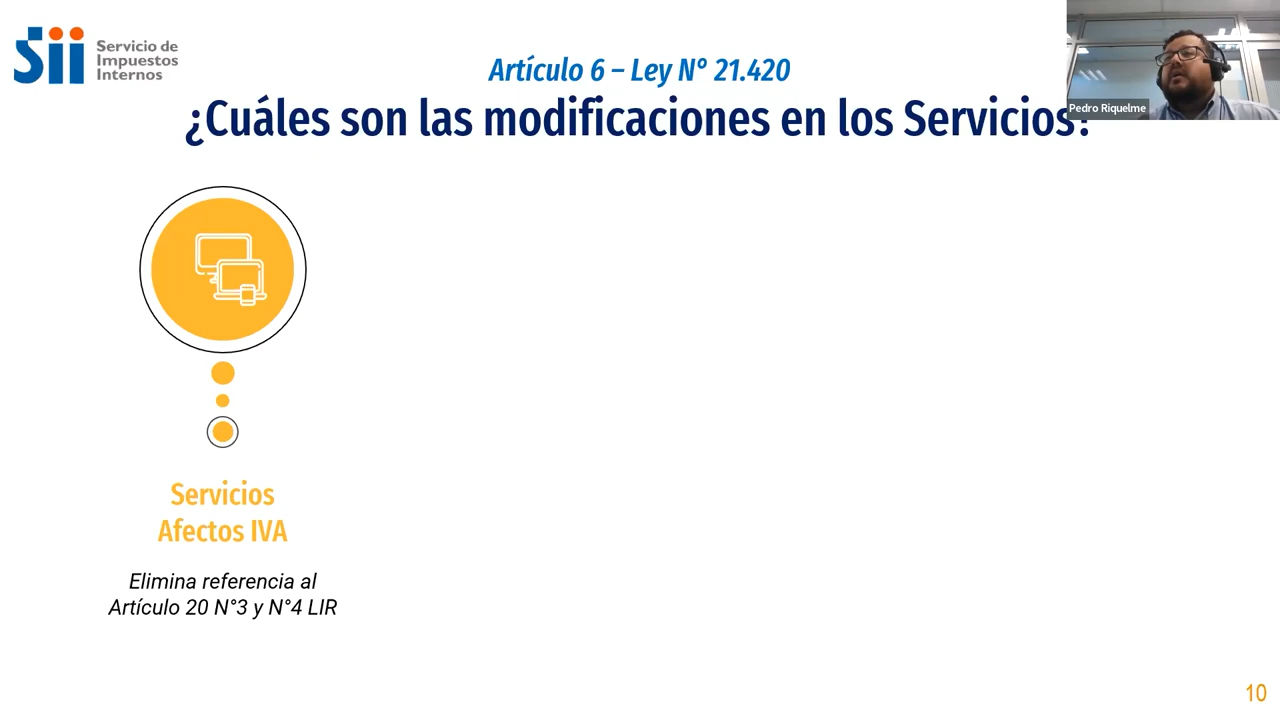 Sii
Servicio de
Impuestos
Internos
Artículo 6 – Ley N° 21.420
¿Cuáles son las modificaciones en los Servicios?
Pedro Riquelme
Servicios
Afectos IVA
Elimina referencia al
Artículo 20 N°3 y N°4 LIR
10